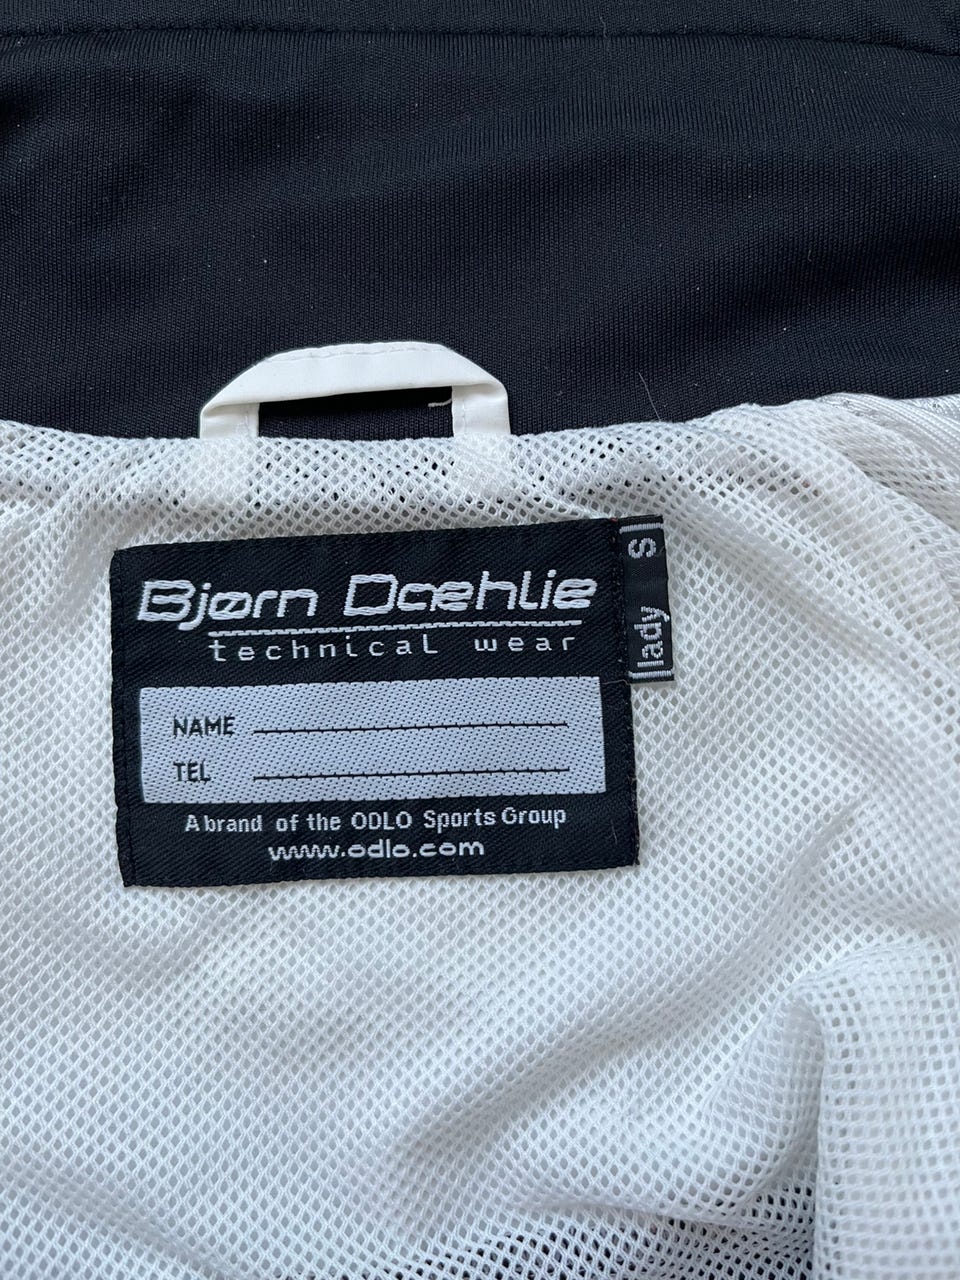 Bjørn Dæhlie
technical wear
NAME
TEL
A brand of the ODLO Sports Group
www.odlo.com
lady S